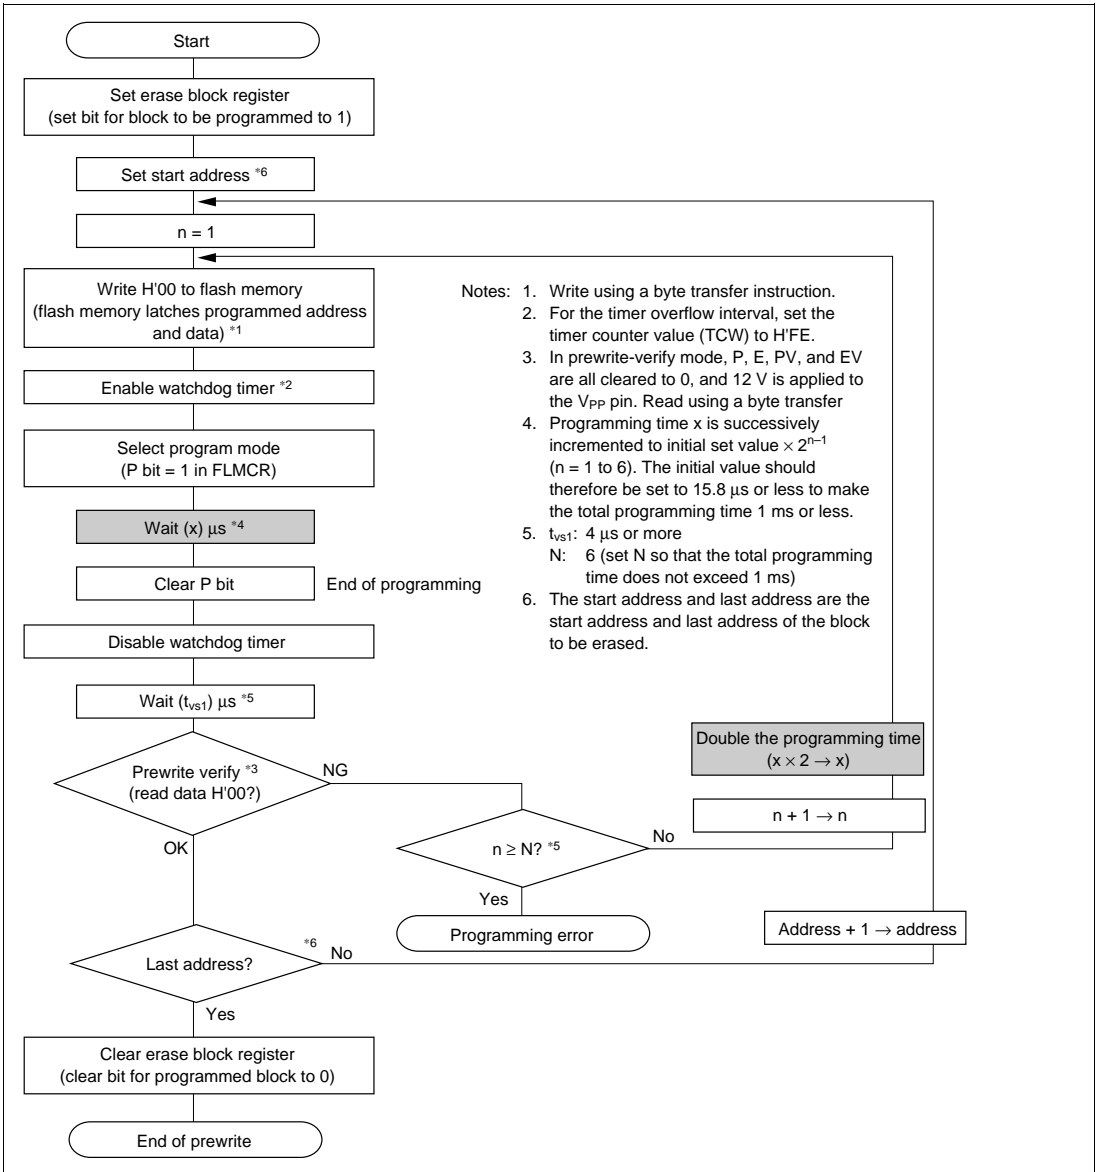 Start
Set erase block register
(set bit for block to be programmed to 1)
Set start address *6
n = 1
Write H'00 to flash memory
(flash memory latches programmed address
and data) *1
Enable watchdog timer *2
Select program mode
(P bit = 1 in FLMCR)
Wait (x) μs *4
Clear P bit
End of programming
Disable watchdog timer
Wait (tvs1) μs *5
Prewrite verify *3
(read data H'00?)
NG
OK
n ≥ N? *5
No
Yes
Programming error
Double the programming time
(x × 2 → x)
n + 1 → n
Address + 1 → address
*6
Last address?
No
Yes
Clear erase block register
(clear bit for programmed block to 0)
End of prewrite
Notes: 1. Write using a byte transfer instruction.
2. For the timer overflow interval, set the
timer counter value (TCW) to H'FE.
3. In prewrite-verify mode, P, E, PV, and EV
are all cleared to 0, and 12 V is applied to
the VPP pin. Read using a byte transfer
4. Programming time x is successively
incremented to initial set value × 2n–1
(n = 1 to 6). The initial value should
therefore be set to 15.8 μs or less to make
the total programming time 1 ms or less.
5. tvs1: 4 μs or more
N: 6 (set N so that the total programming
time does not exceed 1 ms)
6. The start address and last address are the
start address and last address of the block
to be erased.